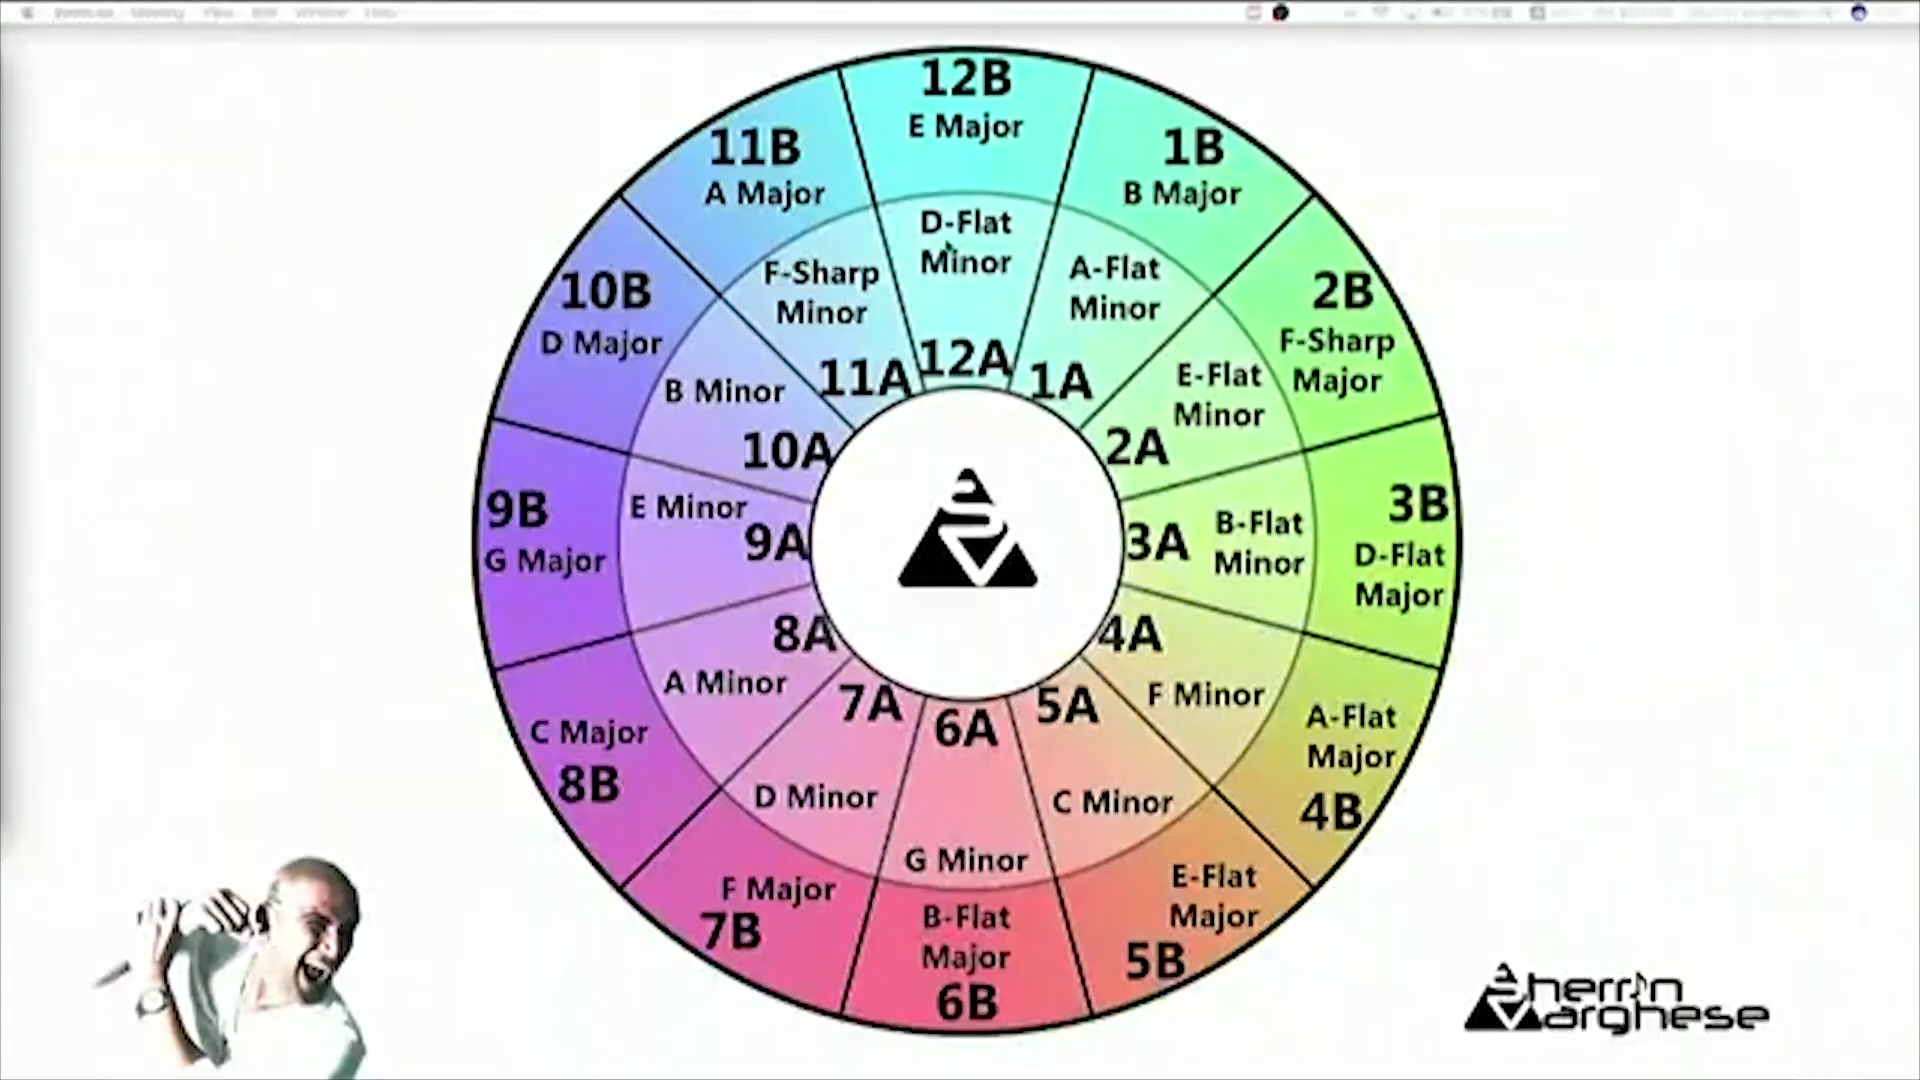 12B
E Major
11B
A Major
1B
B Major
D-Flat
Minor
12A
F-Sharp
Minor
11A
A-Flat
Minor
1A
10B
D Major
2B
F-Sharp
Major
B Minor
10A
E-Flat
Minor
2A
9B
G Major
E Minor
9A
3A
B-Flat
Minor
3B
D-Flat
Major
8A
A Minor
4A
F Minor
C Major
8B
A-Flat
Major
4B
7A
D Minor
6A
G Minor
5A
C Minor
F Major
7B
B-Flat
Major
6B
E-Flat
Major
5B
Sherrin
Varghese